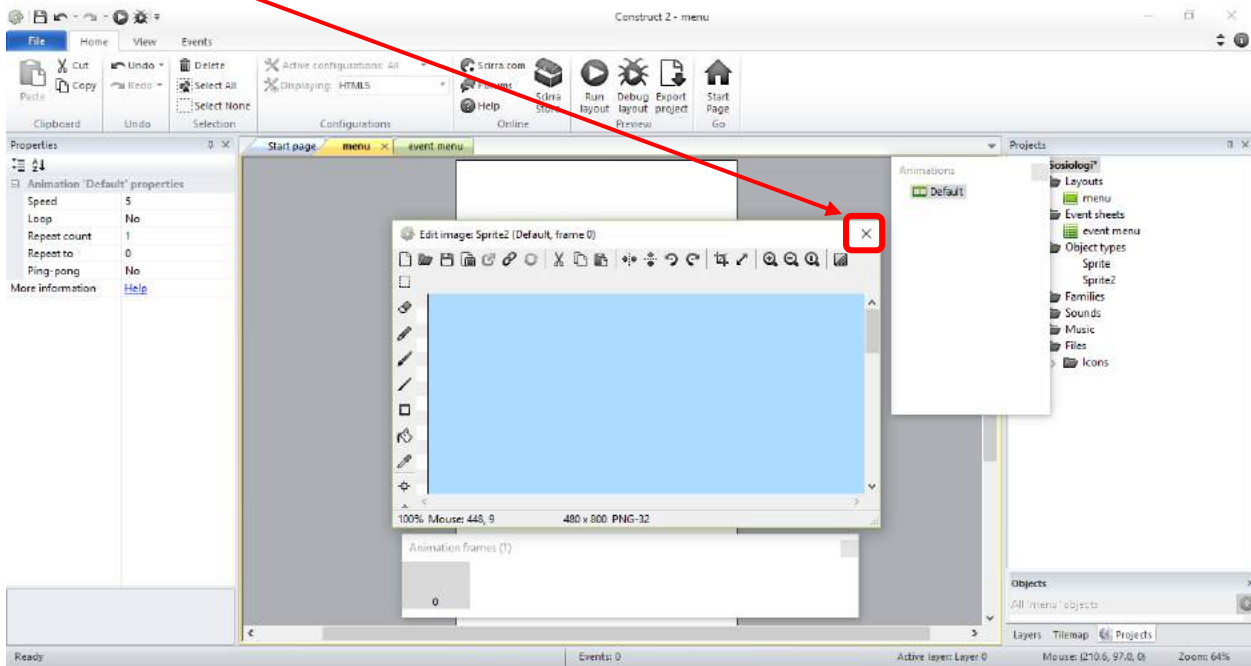 Construct 2 - menu
File Home View Events
Paste Cut Copy Clipboard
Undo Redo Undo
Delete Select All Select None Selection
Active configurations: All
Displaying: HTML5
Configurations
Scirra.com Forums Help Scirra Store Online
Run layout Debug layout Export project Preview
Start Page Go
Properties
Start page menu event menu
Projects
Animation 'Default' properties
Speed 5
Loop No
Repeat count 1
Repeat to 0
Ping-pong No
More information Help
Animations
Default
Sosiologi*
Layouts
menu
Event sheets
event menu
Object types
Sprite
Sprite2
Families
Sounds
Music
Files
Icons
Edit image: Sprite2 (Default, frame 0)
100% Mouse: 448, 9 480 x 800 PNG-32
Animation frames (1)
0
Objects
All 'menu' objects
Layers Tilemap Projects
Ready Events: 0 Active layer: Layer 0 Mouse: (210.6, 97.0, 0) Zoom: 64%